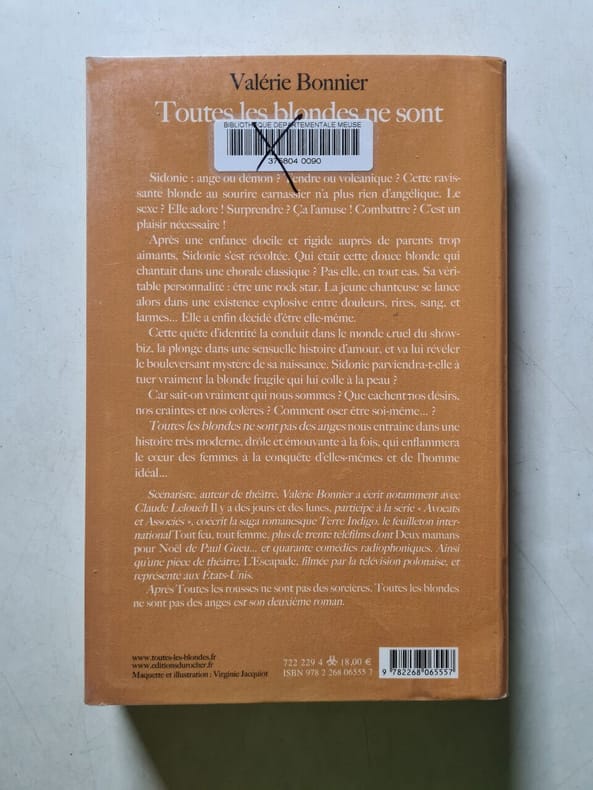 Valérie Bonnier
Toutes les blondes ne sont
BIBLIOTHEQUE DEPARTEMENTALE MEUSE
375804 0090
Sidonie : ange ou démon ? Tendre ou volcanique ? Cette ravis-
sante blonde au sourire carnassier n'a plus rien d'angélique. Le
sexe ? Elle adore ! Surprendre ? Ça l'amuse ! Combattre ? C'est un
plaisir nécessaire !
Après une enfance docile et rigide auprès de parents trop
aimants, Sidonie s'est révoltée. Qui était cette douce blonde qui
chantait dans une chorale classique ? Pas elle, en tout cas. Sa véri-
table personnalité : être une rock star. La jeune chanteuse se lance
alors dans une existence explosive entre douleurs, rires, sang, et
larmes... Elle a enfin décidé d'être elle-même.
Cette quête d'identité la conduit dans le monde cruel du show-
biz, la plonge dans une sensuelle histoire d'amour, et va lui révéler
le bouleversant mystère de sa naissance. Sidonie parviendra-t-elle à
tuer vraiment la blonde fragile qui lui colle à la peau ?
Car sait-on vraiment qui nous sommes ? Que cachent nos désirs,
nos craintes et nos colères ? Comment oser être soi-même... ?
Toutes les blondes ne sont pas des anges nous entraine dans une
histoire très moderne, drôle et émouvante à la fois, qui enflammera
le cœur des femmes à la conquête d'elles-mêmes et de l'homme
idéal...
Scénariste, auteur de théâtre, Valérie Bonnier a écrit notamment avec
Claude Lelouch Il y a des jours et des lunes, participé à la série « Avocats
et Associés », coécrit la saga romanesque Terre Indigo, le feuilleton inter-
national Tout feu, tout femme, plus de trente téléfilms dont Deux mamans
pour Noël de Paul Gueu... et quarante comédies radiophoniques. Ainsi
qu'une pièce de théâtre, L'Escapade, filmée par la télévision polonaise, et
représenté aux États-Unis.
Après Toutes les rousses ne sont pas des sorcières, Toutes les blondes
ne sont pas des anges est son deuxième roman.
www.toutes-les-blondes.fr
www.editionsdurocher.fr
Maquette et illustration : Virginie Jacquiot
722 229 4 18,00 €
ISBN 978 2 268 06555 7
9 782268 065557